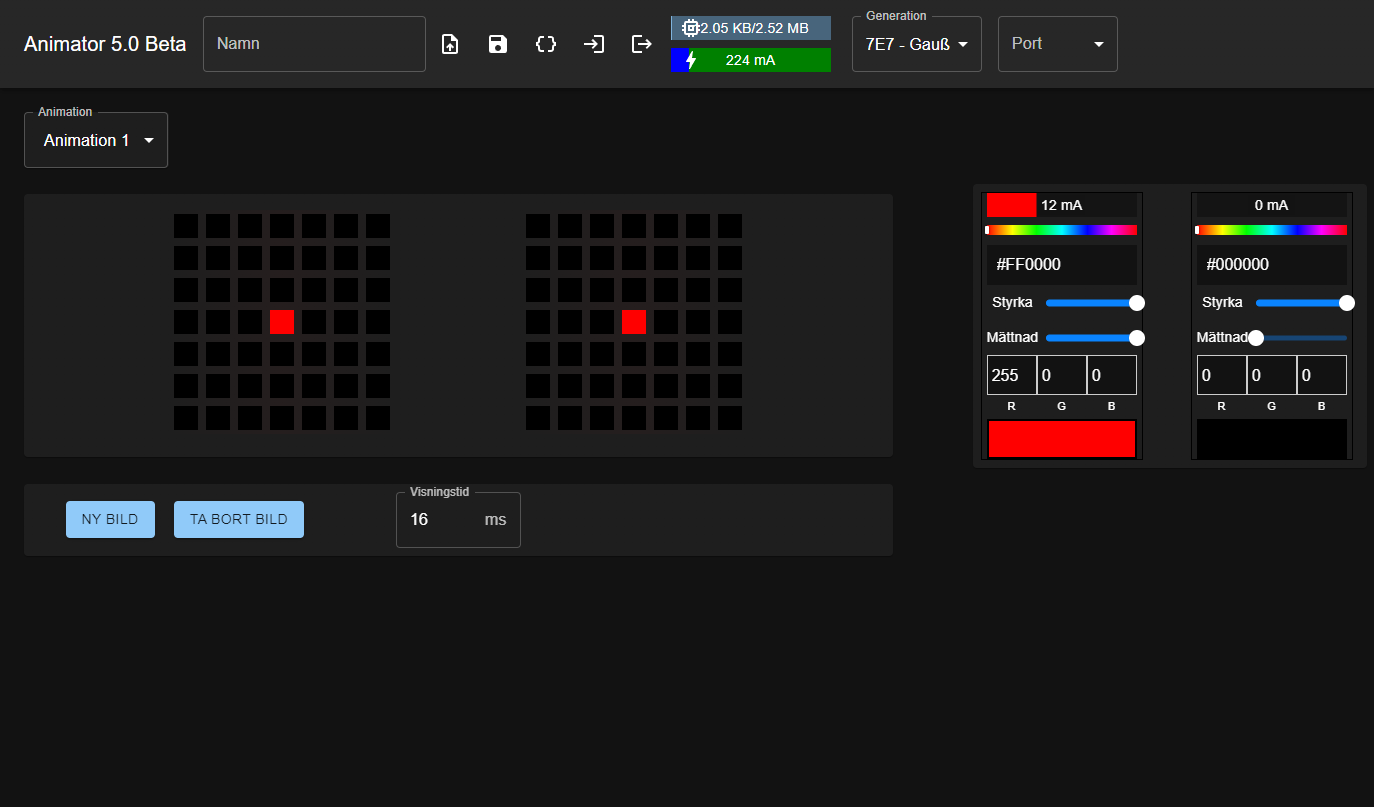 Animator 5.0 Beta
Namn
2.05 KB/2.52 MB
224 mA
Generation
7E7 - Gauß
Port
Animation
Animation 1
12 mA
#FF0000
Styrka
Mättnad
255 0 0
R G B
0 mA
#000000
Styrka
Mättnad
0 0 0
R G B
NY BILD
TA BORT BILD
Visningstid
16 ms